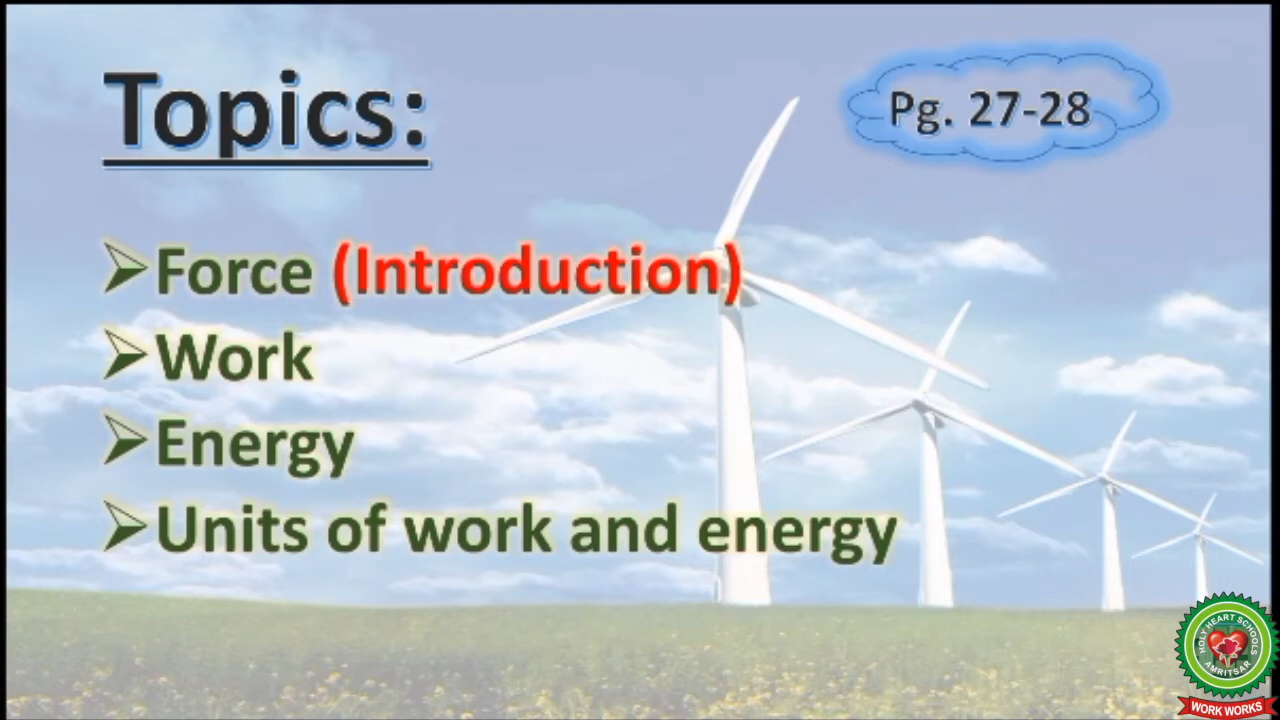 Topics:
Pg. 27-28
➢Force (Introduction)
➢Work
➢Energy
➢Units of work and energy
HOLY HEART SCHOOLS
AMRITSAR
WORK WORKS